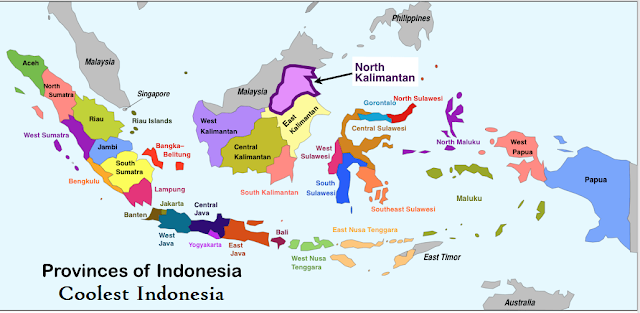 Philippines
Aceh
Malaysia
North
Sumatra
North
Kalimantan
Malaysia
Singapore
Gorontalo
North Sulawesi
Riau
Riau Islands
West
Kalimantan
East
Kalimantan
Central Sulawesi
West Sumatra
Jambi
Bangka-
Belitung
Central
Kalimantan
West
Sulawesi
North Maluku
West
Papua
South
Sumatra
Bengkulu
Lampung
South Kalimantan
South
Sulawesi
Southeast Sulawesi
Maluku
Papua
Jakarta
Banten
Central
Java
West
Java
Yogyakarta
East
Java
Bali
East Nusa Tenggara
West Nusa
Tenggara
East Timor
Provinces of Indonesia
Coolest Indonesia
Australia